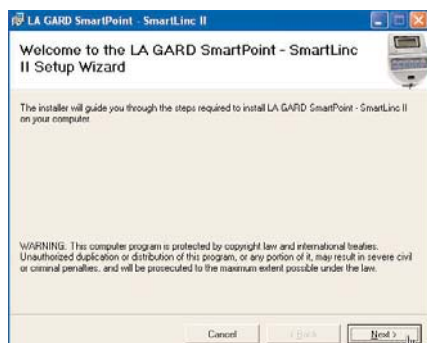 LA GARD SmartPoint - SmartLinc II
Welcome to the LA GARD SmartPoint - SmartLinc
II Setup Wizard
The installer will guide you through the steps required to install LA GARD SmartPoint - SmartLinc II
on your computer.
WARNING: This computer program is protected by copyright law and international treaties.
Unauthorized duplication or distribution of this program, or any portion of it, may result in severe civil
or criminal penalties, and will be prosecuted to the maximum extent possible under the law.
Cancel < Back Next >